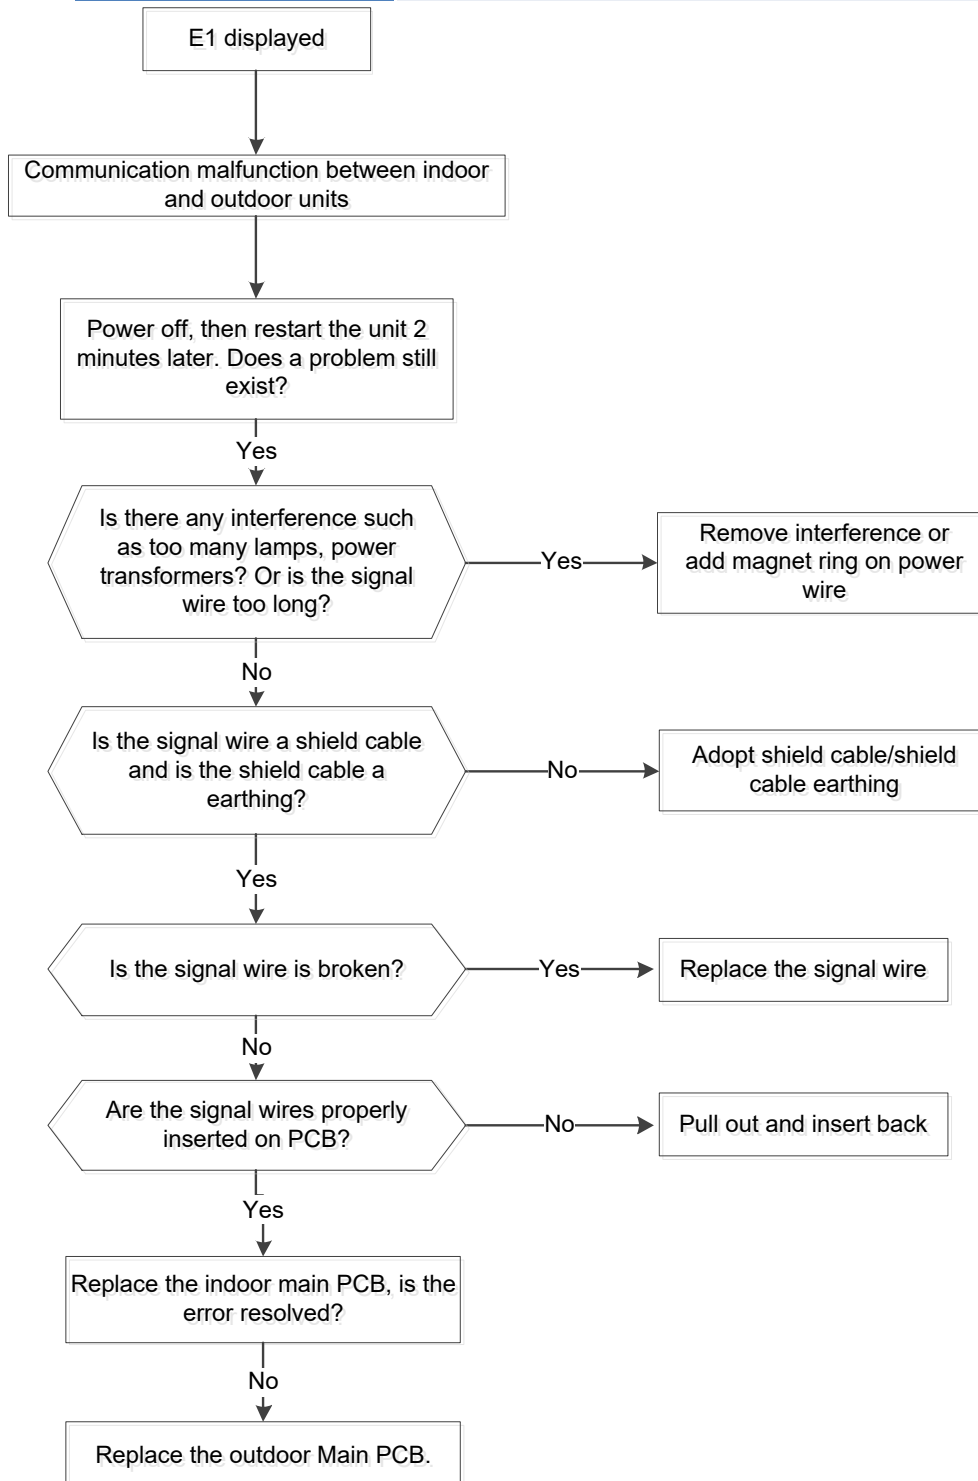 E1 displayed
Communication malfunction between indoor
and outdoor units
Power off, then restart the unit 2
minutes later. Does a problem still
exist?
Yes
Is there any interference such
as too many lamps, power
transformers? Or is the signal
wire too long?
Yes
Remove interference or
add magnet ring on power
wire
No
Is the signal wire a shield cable
and is the shield cable a
earthing?
No
Adopt shield cable/shield
cable earthing
Yes
Is the signal wire is broken?
Yes
Replace the signal wire
No
Are the signal wires properly
inserted on PCB?
No
Pull out and insert back
Yes
Replace the indoor main PCB, is the
error resolved?
No
Replace the outdoor Main PCB.